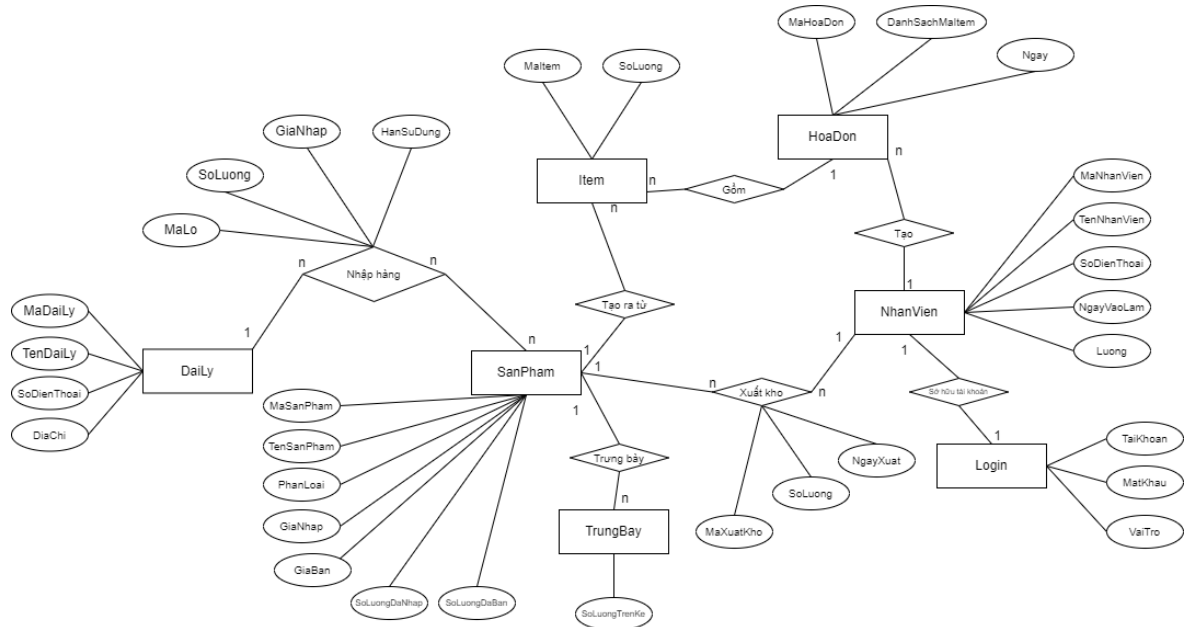 MaHoaDon
DanhSachMaItem
Ngay
MaItem
SoLuong
HoaDon
GiaNhap
HanSuDung
SoLuong
MaLo
Item
n
Gồm
1
n
n
MaNhanVien
TenNhanVien
SoDienThoai
NgayVaoLam
Luong
Tạo
n
Nhập hàng
n
1
NhanVien
MaDaiLy
TenDaiLy
SoDienThoai
DiaChi
DaiLy
1
Tạo ra từ
n
1
1
SanPham
1
n
Xuất kho
n
1
1
Sở hữu tài khoản
1
MaSanPham
TenSanPham
PhanLoai
GiaNhap
GiaBan
SoLuongDaNhap
SoLuongDaBan
Trưng bày
n
TrungBay
SoLuongTrenKe
NgayXuat
SoLuong
MaXuatKho
Login
TaiKhoan
MatKhau
VaiTro